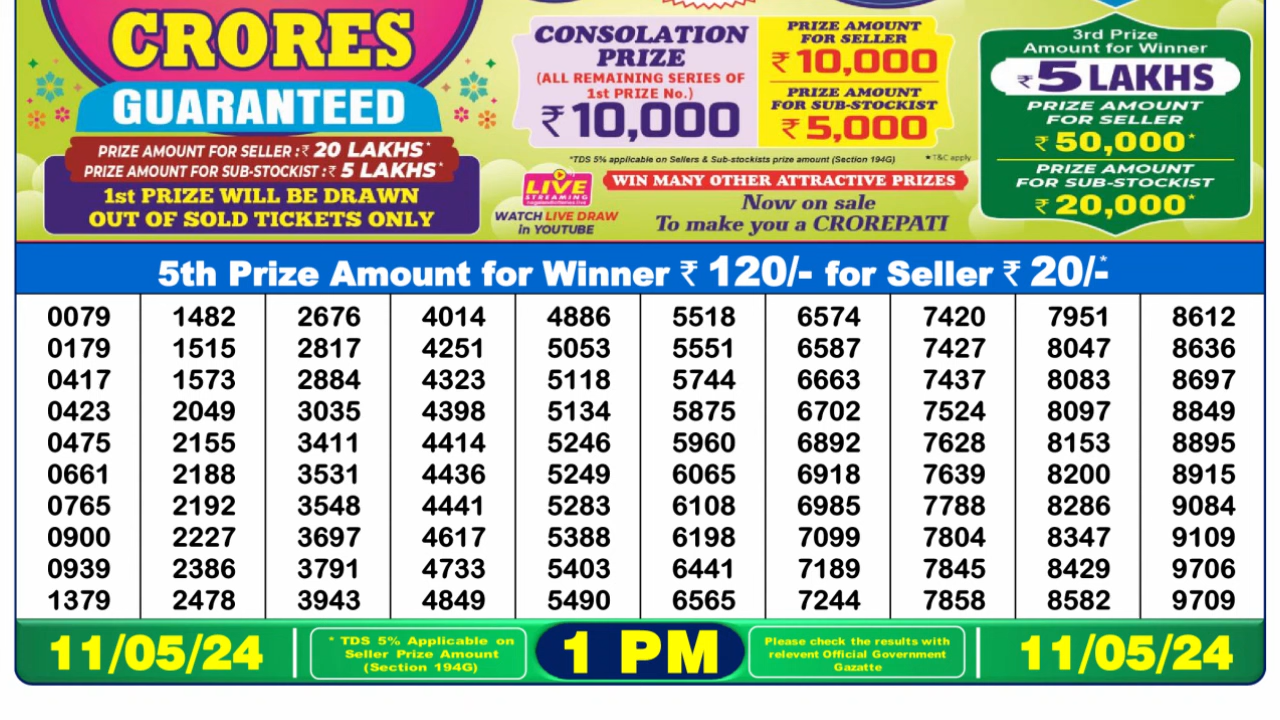 CRORES
GUARANTEED
PRIZE AMOUNT FOR SELLER :₹ 20 LAKHS*
PRIZE AMOUNT FOR SUB-STOCKIST :₹ 5 LAKHS*
1st PRIZE WILL BE DRAWN
OUT OF SOLD TICKETS ONLY
CONSOLATION
PRIZE
(ALL REMAINING SERIES OF
1st PRIZE No.)
₹ 10,000
PRIZE AMOUNT
FOR SELLER
₹ 10,000
PRIZE AMOUNT
FOR SUB-STOCKIST
₹ 5,000
*TDS 5% applicable on Sellers & Sub-stockists prize amount (Section 194G)
* T&C apply
LIVE
STREAMING
WATCH LIVE DRAW
in YOUTUBE
WIN MANY OTHER ATTRACTIVE PRIZES
Now on sale
To make you a CROREPATI
3rd Prize
Amount for Winner
₹ 5 LAKHS
PRIZE AMOUNT
FOR SELLER
₹ 50,000*
PRIZE AMOUNT
FOR SUB-STOCKIST
₹ 20,000*
5th Prize Amount for Winner ₹ 120/- for Seller ₹ 20/-*
0079 1482 2676 4014 4886 5518 6574 7420 7951 8612
0179 1515 2817 4251 5053 5551 6587 7427 8047 8636
0417 1573 2884 4323 5118 5744 6663 7437 8083 8697
0423 2049 3035 4398 5134 5875 6702 7524 8097 8849
0475 2155 3411 4414 5246 5960 6892 7628 8153 8895
0661 2188 3531 4436 5249 6065 6918 7639 8200 8915
0765 2192 3548 4441 5283 6108 6985 7788 8286 9084
0900 2227 3697 4617 5388 6198 7099 7804 8347 9109
0939 2386 3791 4733 5403 6441 7189 7845 8429 9706
1379 2478 3943 4849 5490 6565 7244 7858 8582 9709
11/05/24
* TDS 5% Applicable on
Seller Prize Amount
(Section 194G)
1 PM
Please check the results with
relevent Official Government
Gazatte
11/05/24